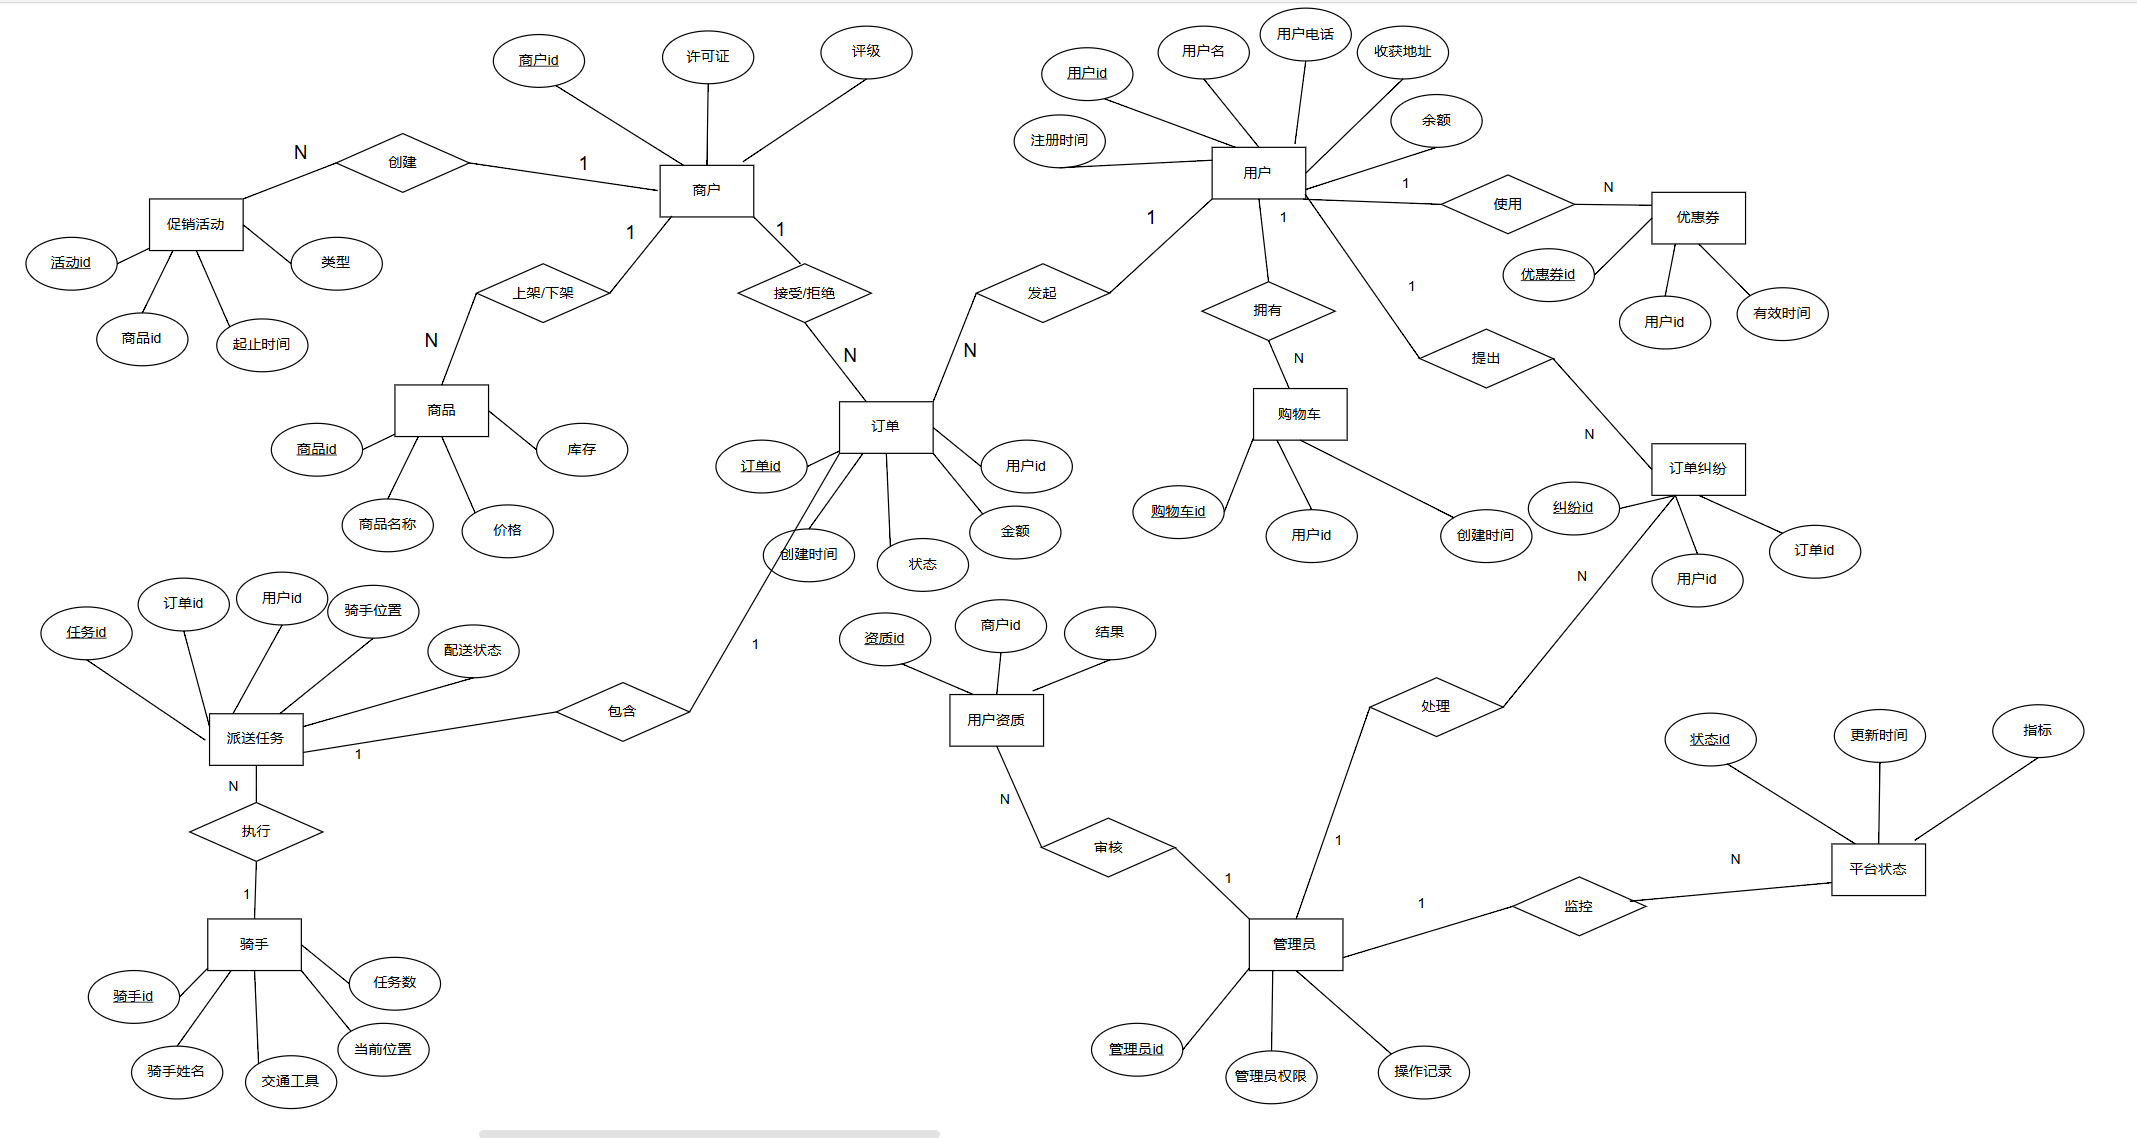 商户id
许可证
评级
用户id
用户名
用户电话
收获地址
注册时间
余额
N
创建
1
商户
用户
1
使用
N
优惠券
促销活动
活动id
类型
商品id
起止时间
1
上架/下架
N
1
接受/拒绝
N
1
发起
N
1
拥有
N
1
提出
N
优惠券id
用户id
有效时间
商品
商品id
库存
商品名称
价格
订单
订单id
用户id
创建时间
状态
金额
购物车
购物车id
用户id
创建时间
订单纠纷
纠纷id
用户id
订单id
任务id
订单id
用户id
骑手位置
配送状态
派送任务
1
包含
1
资质id
商户id
结果
用户资质
N
处理
1
状态id
更新时间
指标
平台状态
N
执行
1
N
审核
1
1
监控
N
骑手
骑手id
任务数
骑手姓名
交通工具
当前位置
管理员
管理员id
管理员权限
操作记录